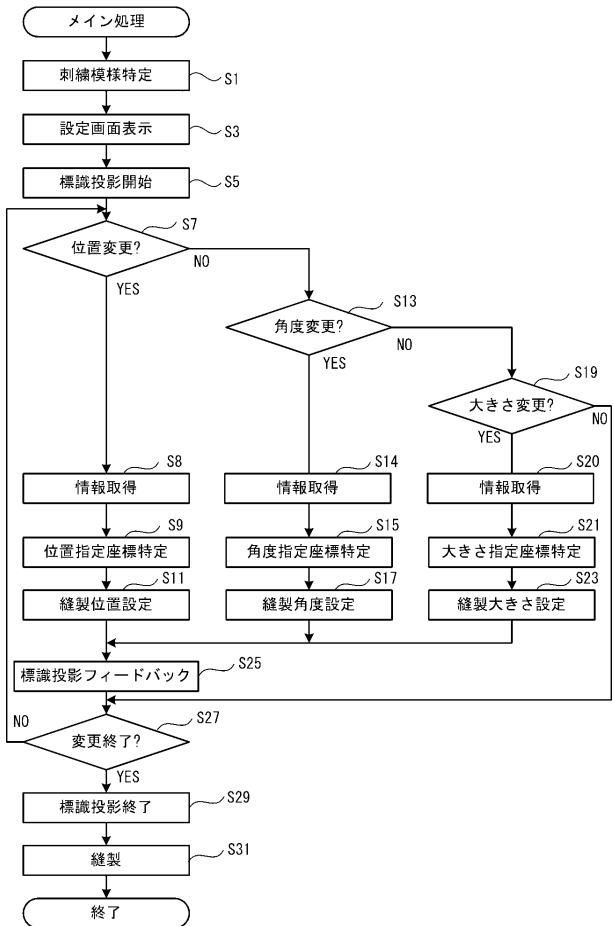 メイン処理
刺繍模様特定
S1
設定画面表示
S3
標識投影開始
S5
位置変更?
S7
NO
YES
角度変更?
S13
NO
YES
大きさ変更?
S19
NO
YES
情報取得
S8
情報取得
S14
情報取得
S20
位置指定座標特定
S9
角度指定座標特定
S15
大きさ指定座標特定
S21
縫製位置設定
S11
縫製角度設定
S17
縫製大きさ設定
S23
標識投影フィードバック
S25
変更終了?
S27
NO
YES
標識投影終了
S29
縫製
S31
終了